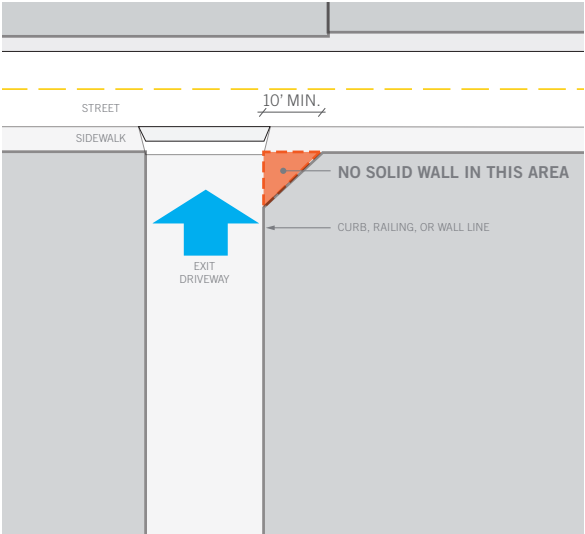 10’ MIN.
STREET
SIDEWALK
NO SOLID WALL IN THIS AREA
CURB, RAILING, OR WALL LINE
EXIT
DRIVEWAY